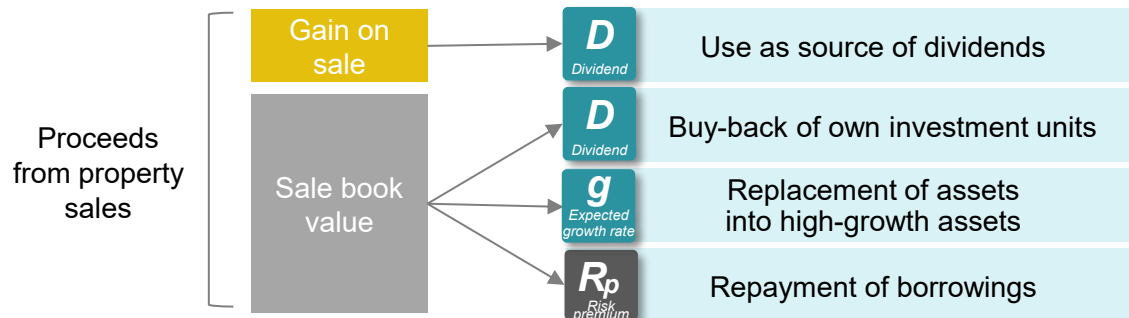 Proceeds
from property
sales
Gain on
sale
Sale book
value
D
Dividend
Use as source of dividends
D
Dividend
Buy-back of own investment units
g
Expected
growth rate
Replacement of assets
into high-growth assets
Rp
Risk
premium
Repayment of borrowings